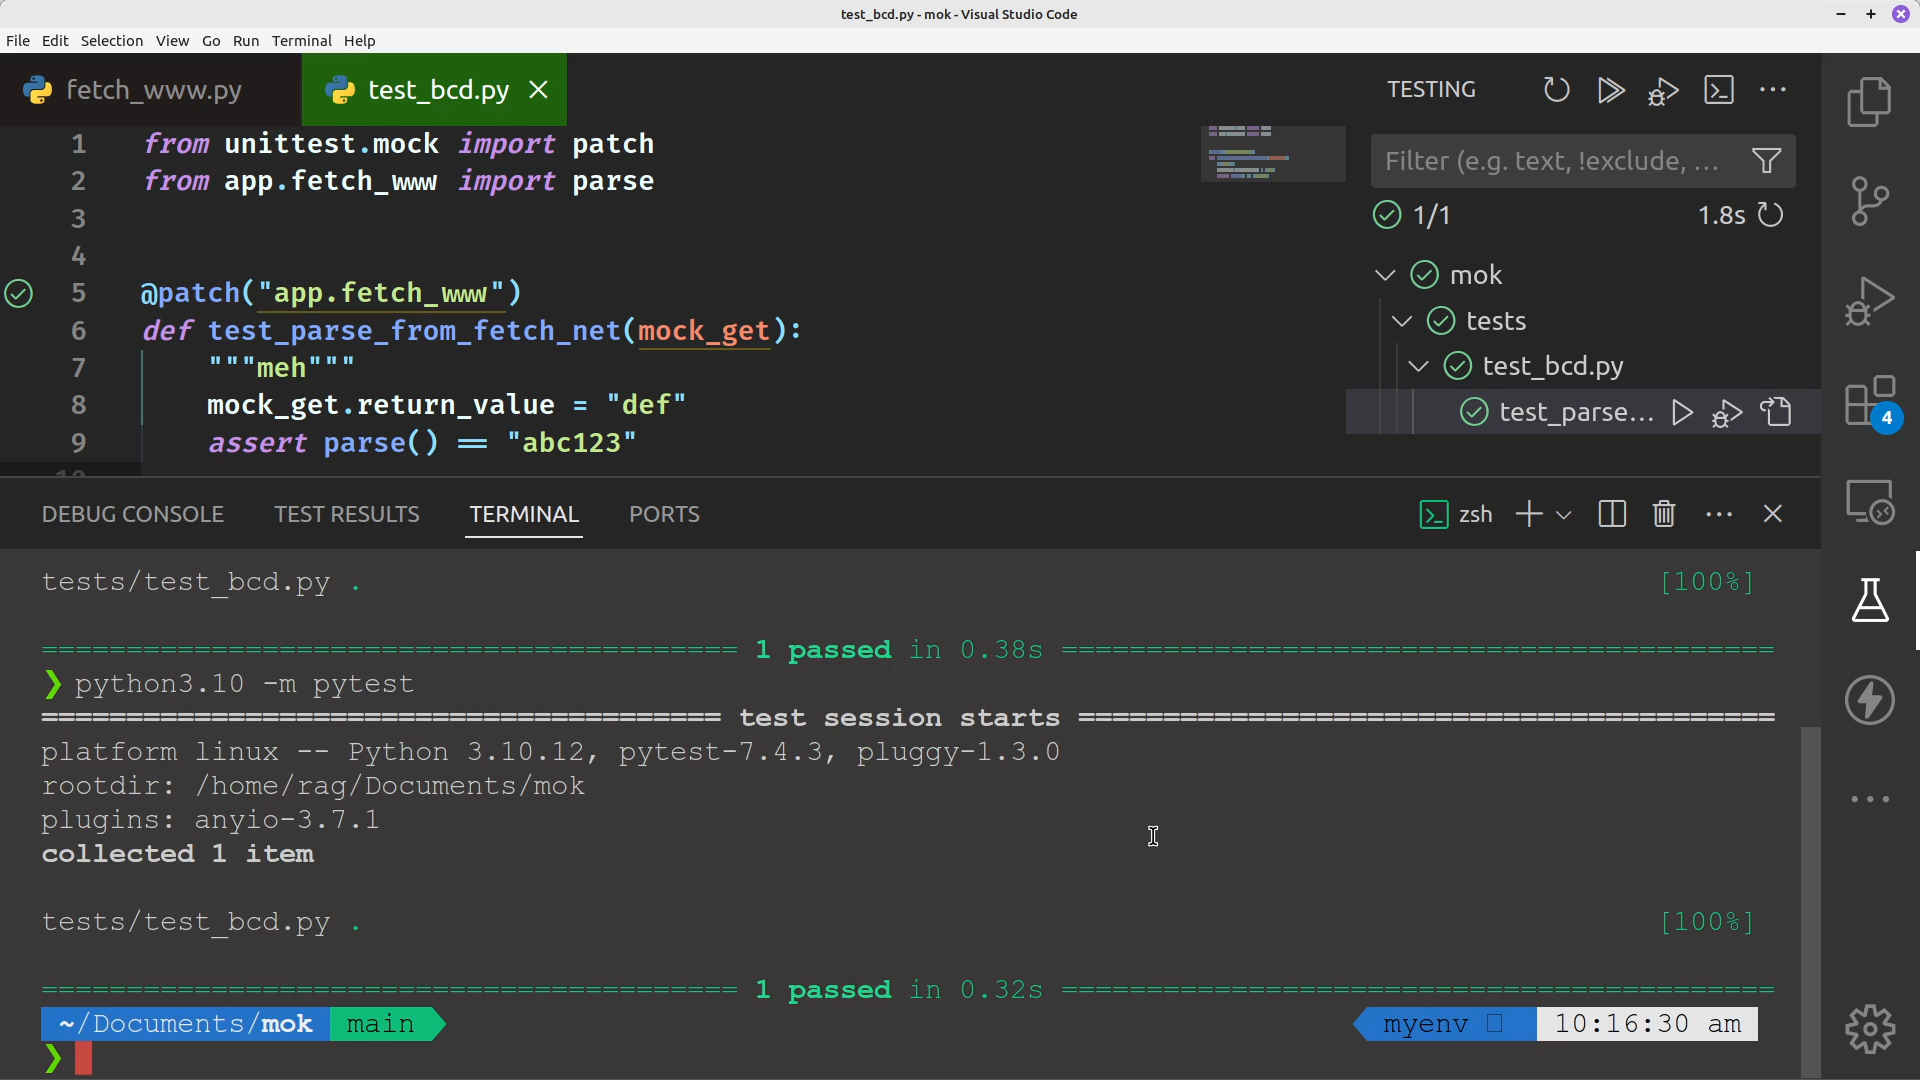 test_bcd.py - mok - Visual Studio Code
File Edit Selection View Go Run Terminal Help
fetch_www.py
test_bcd.py
1 from unittest.mock import patch
2 from app.fetch_www import parse
3
4
5 @patch("app.fetch_www")
6 def test_parse_from_fetch_net(mock_get):
7 """meh"""
8 mock_get.return_value = "def"
9 assert parse() == "abc123"
10
TESTING
Filter (e.g. text, !exclude, ...
1/1 1.8s
mok
tests
test_bcd.py
test_parse...
4
DEBUG CONSOLE TEST RESULTS TERMINAL PORTS
zsh
tests/test_bcd.py . [100%]
========================================= 1 passed in 0.38s ==========================================
❯ python3.10 -m pytest
======================================== test session starts =========================================
platform linux -- Python 3.10.12, pytest-7.4.3, pluggy-1.3.0
rootdir: /home/rag/Documents/mok
plugins: anyio-3.7.1
collected 1 item
tests/test_bcd.py . [100%]
========================================= 1 passed in 0.32s ==========================================
~/Documents/mok main myenv 10:16:30 am
❯